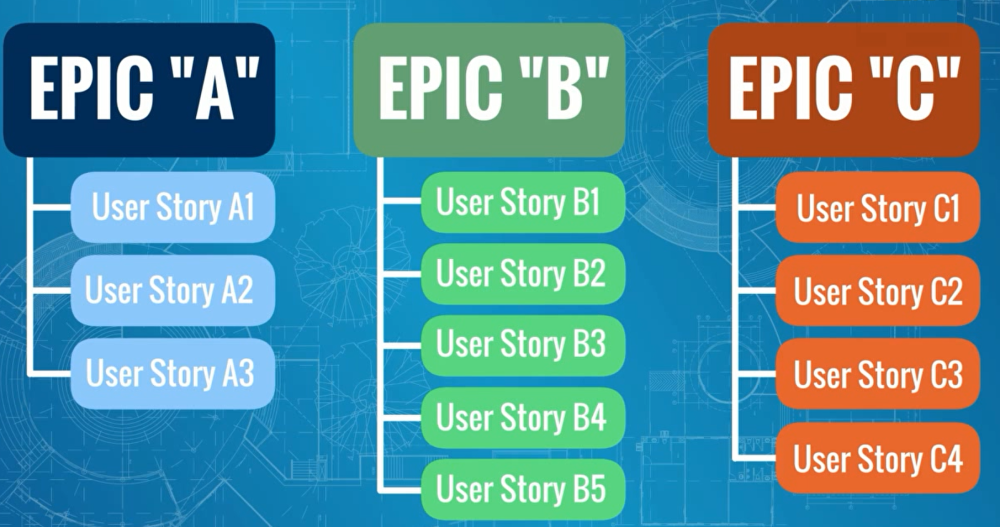 EPIC "A"
User Story A1
User Story A2
User Story A3
EPIC "B"
User Story B1
User Story B2
User Story B3
User Story B4
User Story B5
EPIC "C"
User Story C1
User Story C2
User Story C3
User Story C4